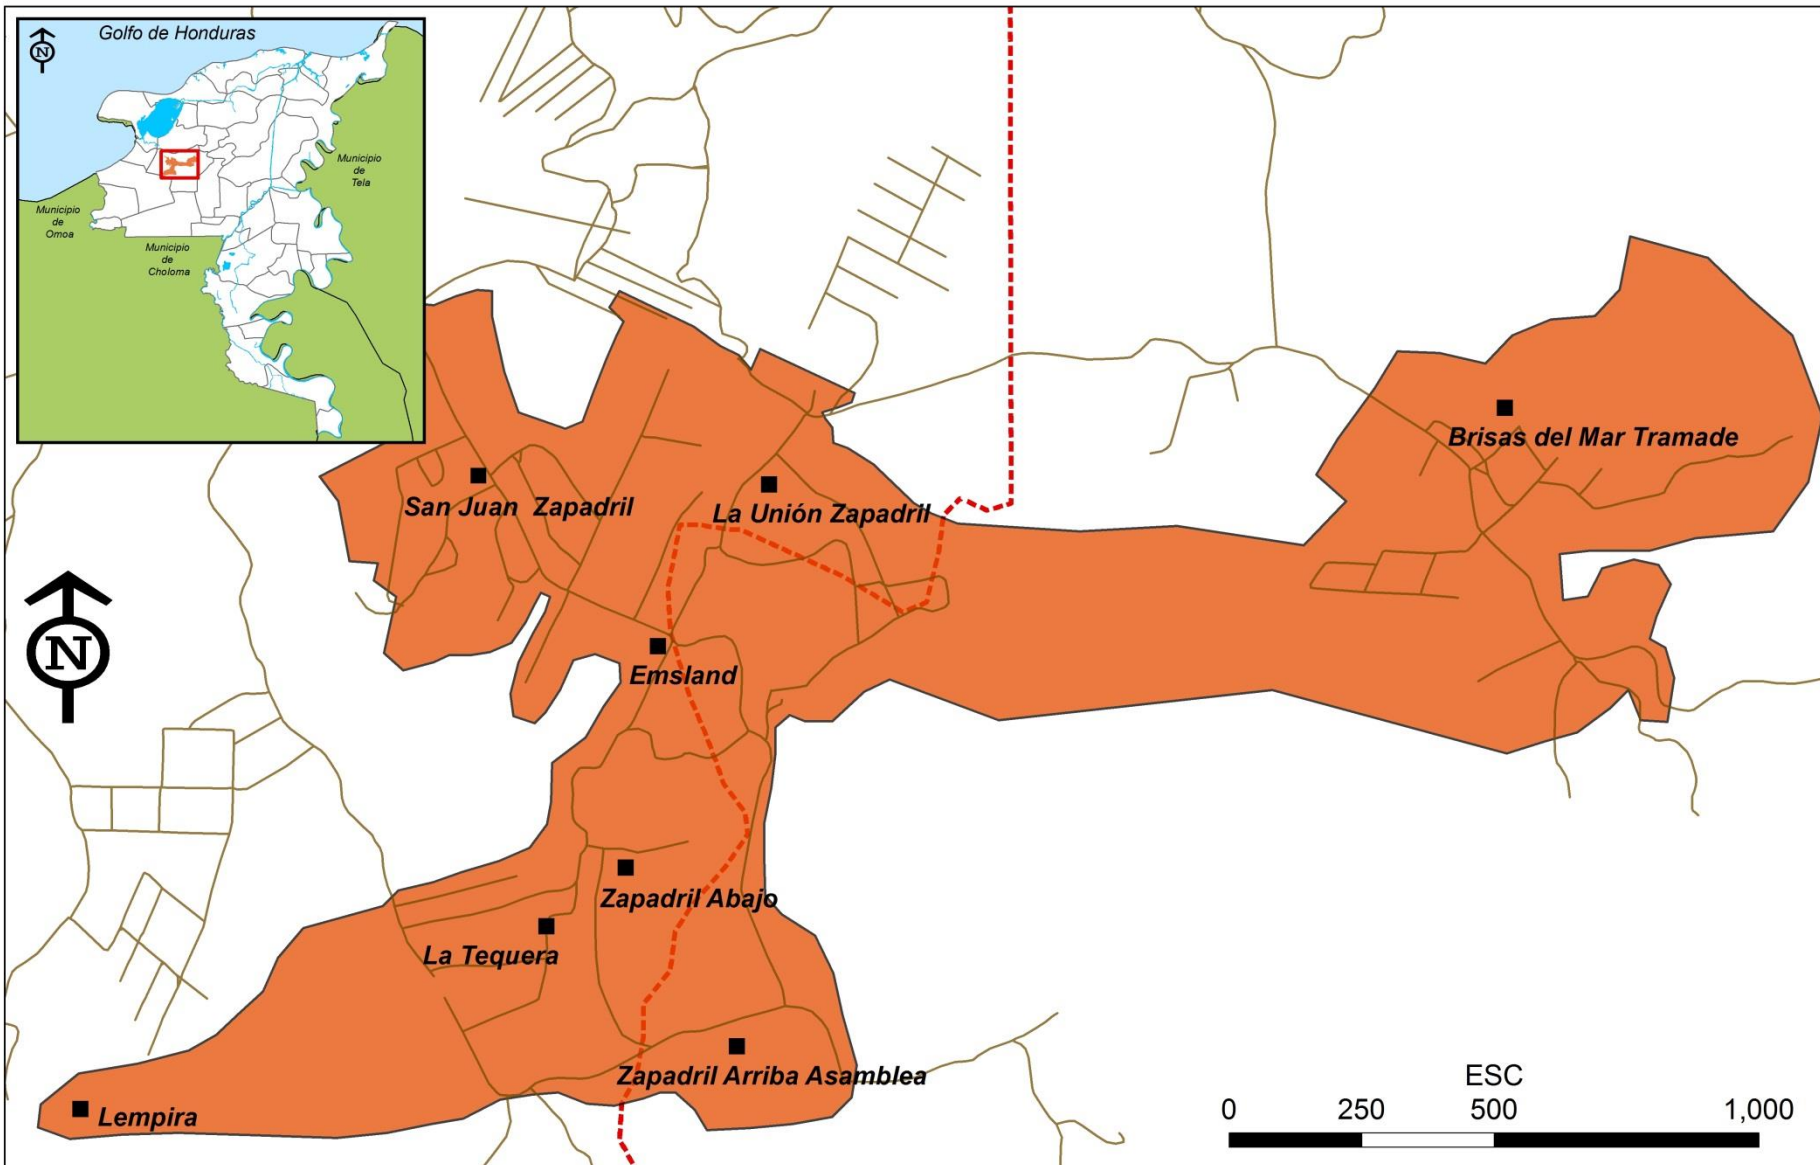 Golfo de Honduras
N
Municipio
de
Tela
Municipio
de
Omoa
Municipio
de
Choloma
Brisas del Mar Tramade
San Juan Zapadril
La Unión Zapadril
N
Emsland
Zapadril Abajo
La Tequera
Zapadril Arriba Asamblea
Lempira
ESC
0 250 500 1,000